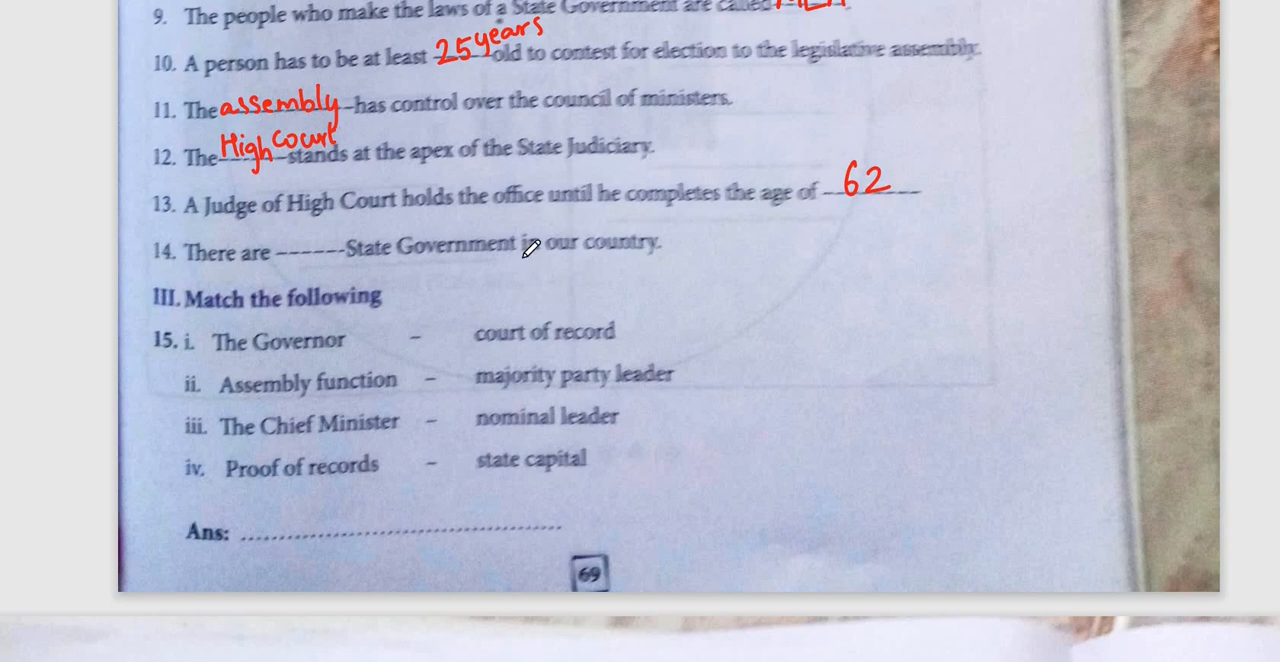 9. The people who make the laws of a State Government are called MLA.
10. A person has to be at least 25 years old to contest for election to the legislative assembly.
11. The assembly has control over the council of ministers.
12. The High Court stands at the apex of the State Judiciary.
13. A Judge of High Court holds the office until he completes the age of 62
14. There are ------State Government in our country.
III. Match the following
15. i. The Governor – court of record
ii. Assembly function – majority party leader
iii. The Chief Minister – nominal leader
iv. Proof of records – state capital
Ans: ..................................................
69